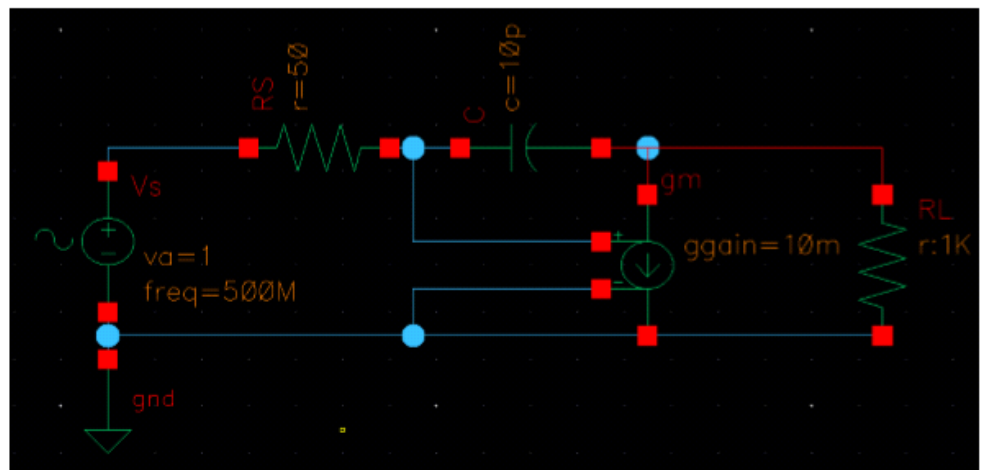 RS
r=50
C
c=10p
Vs
va=1
freq=500M
gm
+
-
ggain=10m
RL
r:1K
+
-
gnd